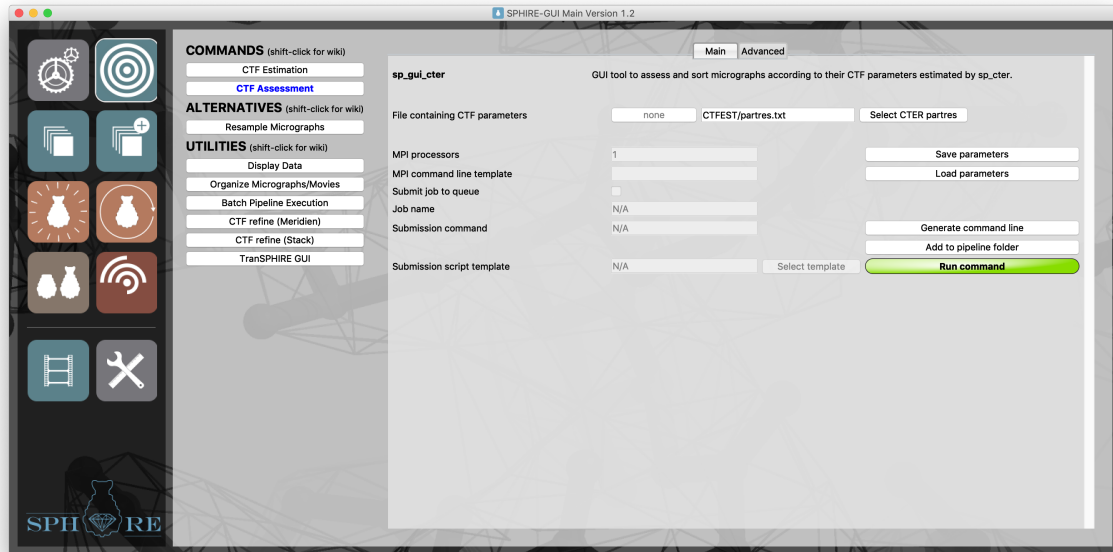 SPHIRE-GUI Main Version 1.2
COMMANDS (shift-click for wiki)
CTF Estimation
CTF Assessment
ALTERNATIVES (shift-click for wiki)
Resample Micrographs
UTILITIES (shift-click for wiki)
Display Data
Organize Micrographs/Movies
Batch Pipeline Execution
CTF refine (Meridien)
CTF refine (Stack)
TranSPHIRE GUI
SPH RE
Main Advanced
sp_gui_cter GUI tool to assess and sort micrographs according to their CTF parameters estimated by sp_cter.
File containing CTF parameters none CTFEST/partres.txt Select CTER partres
MPI processors 1 Save parameters
MPI command line template Load parameters
Submit job to queue
Job name N/A
Submission command N/A Generate command line
Add to pipeline folder
Submission script template N/A Select template Run command